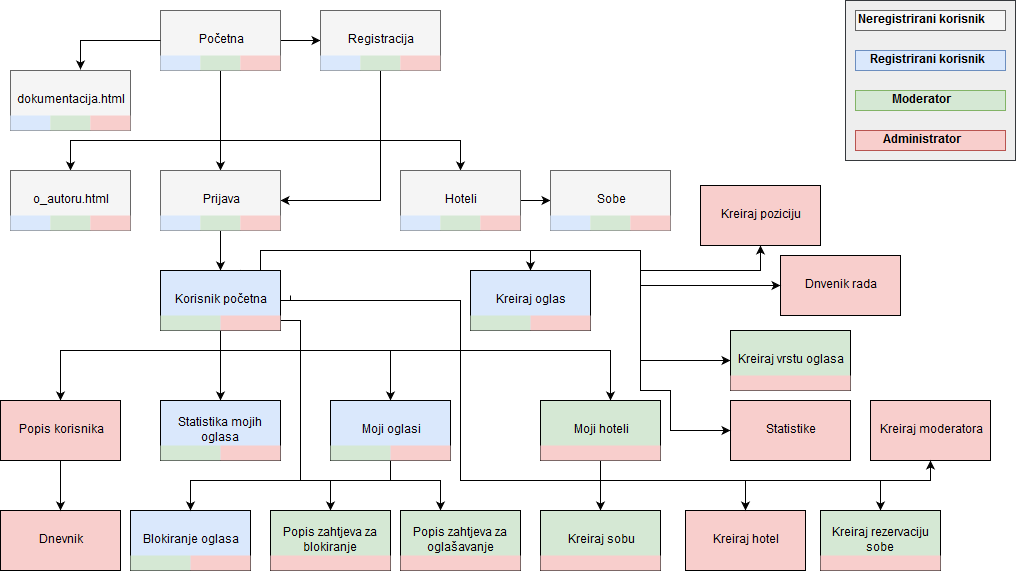 Neregistrirani korisnik
Registrirani korisnik
Moderator
Administrator
Početna
Registracija
dokumentacija.html
o_autoru.html
Prijava
Hoteli
Sobe
Kreiraj poziciju
Korisnik početna
Kreiraj oglas
Dnvenik rada
Kreiraj vrstu oglasa
Popis korisnika
Statistika mojih
oglasa
Moji oglasi
Moji hoteli
Statistike
Kreiraj moderatora
Dnevnik
Blokiranje oglasa
Popis zahtjeva za
blokiranje
Popis zahtjeva za
oglašavanje
Kreiraj sobu
Kreiraj hotel
Kreiraj rezervaciju
sobe